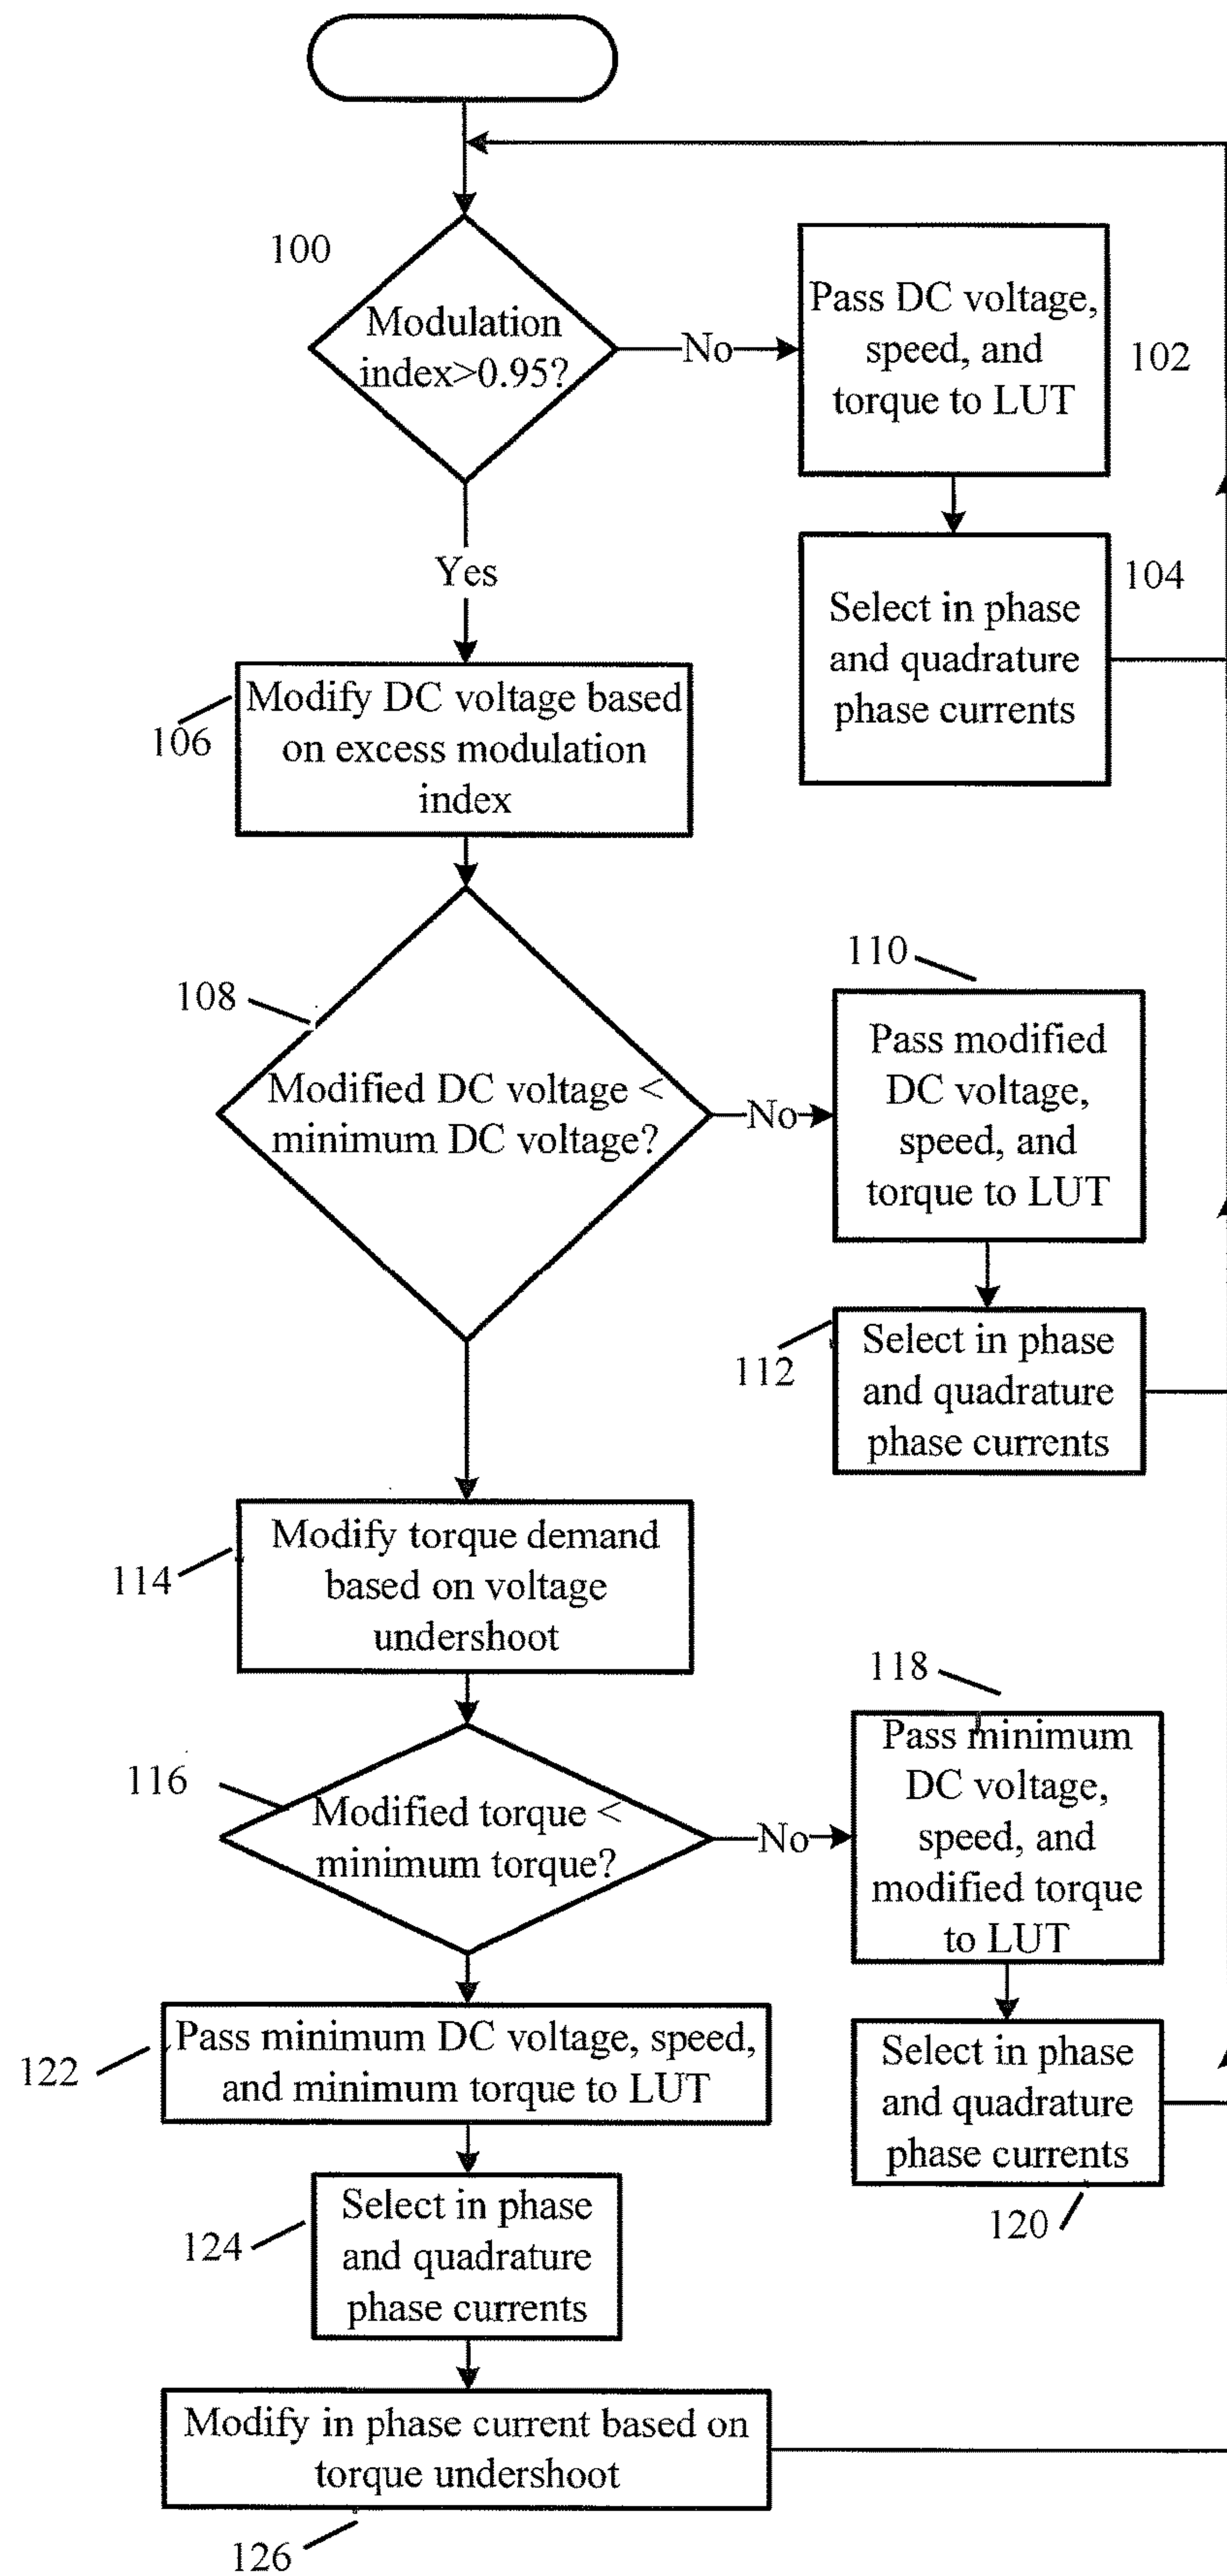 100
Modulation
index>0.95?
No
Pass DC voltage,
speed, and
torque to LUT
102
Yes
104
Select in phase
and quadrature
phase currents
106
Modify DC voltage based
on excess modulation
index
108
Modified DC voltage <
minimum DC voltage?
No
110
Pass modified
DC voltage,
speed, and
torque to LUT
112
Select in phase
and quadrature
phase currents
114
Modify torque demand
based on voltage
undershoot
116
Modified torque <
minimum torque?
No
118
Pass minimum
DC voltage,
speed, and
modified torque
to LUT
122
Pass minimum DC voltage, speed,
and minimum torque to LUT
Select in phase
and quadrature
phase currents
120
124
Select in phase
and quadrature
phase currents
Modify in phase current based on
torque undershoot
126